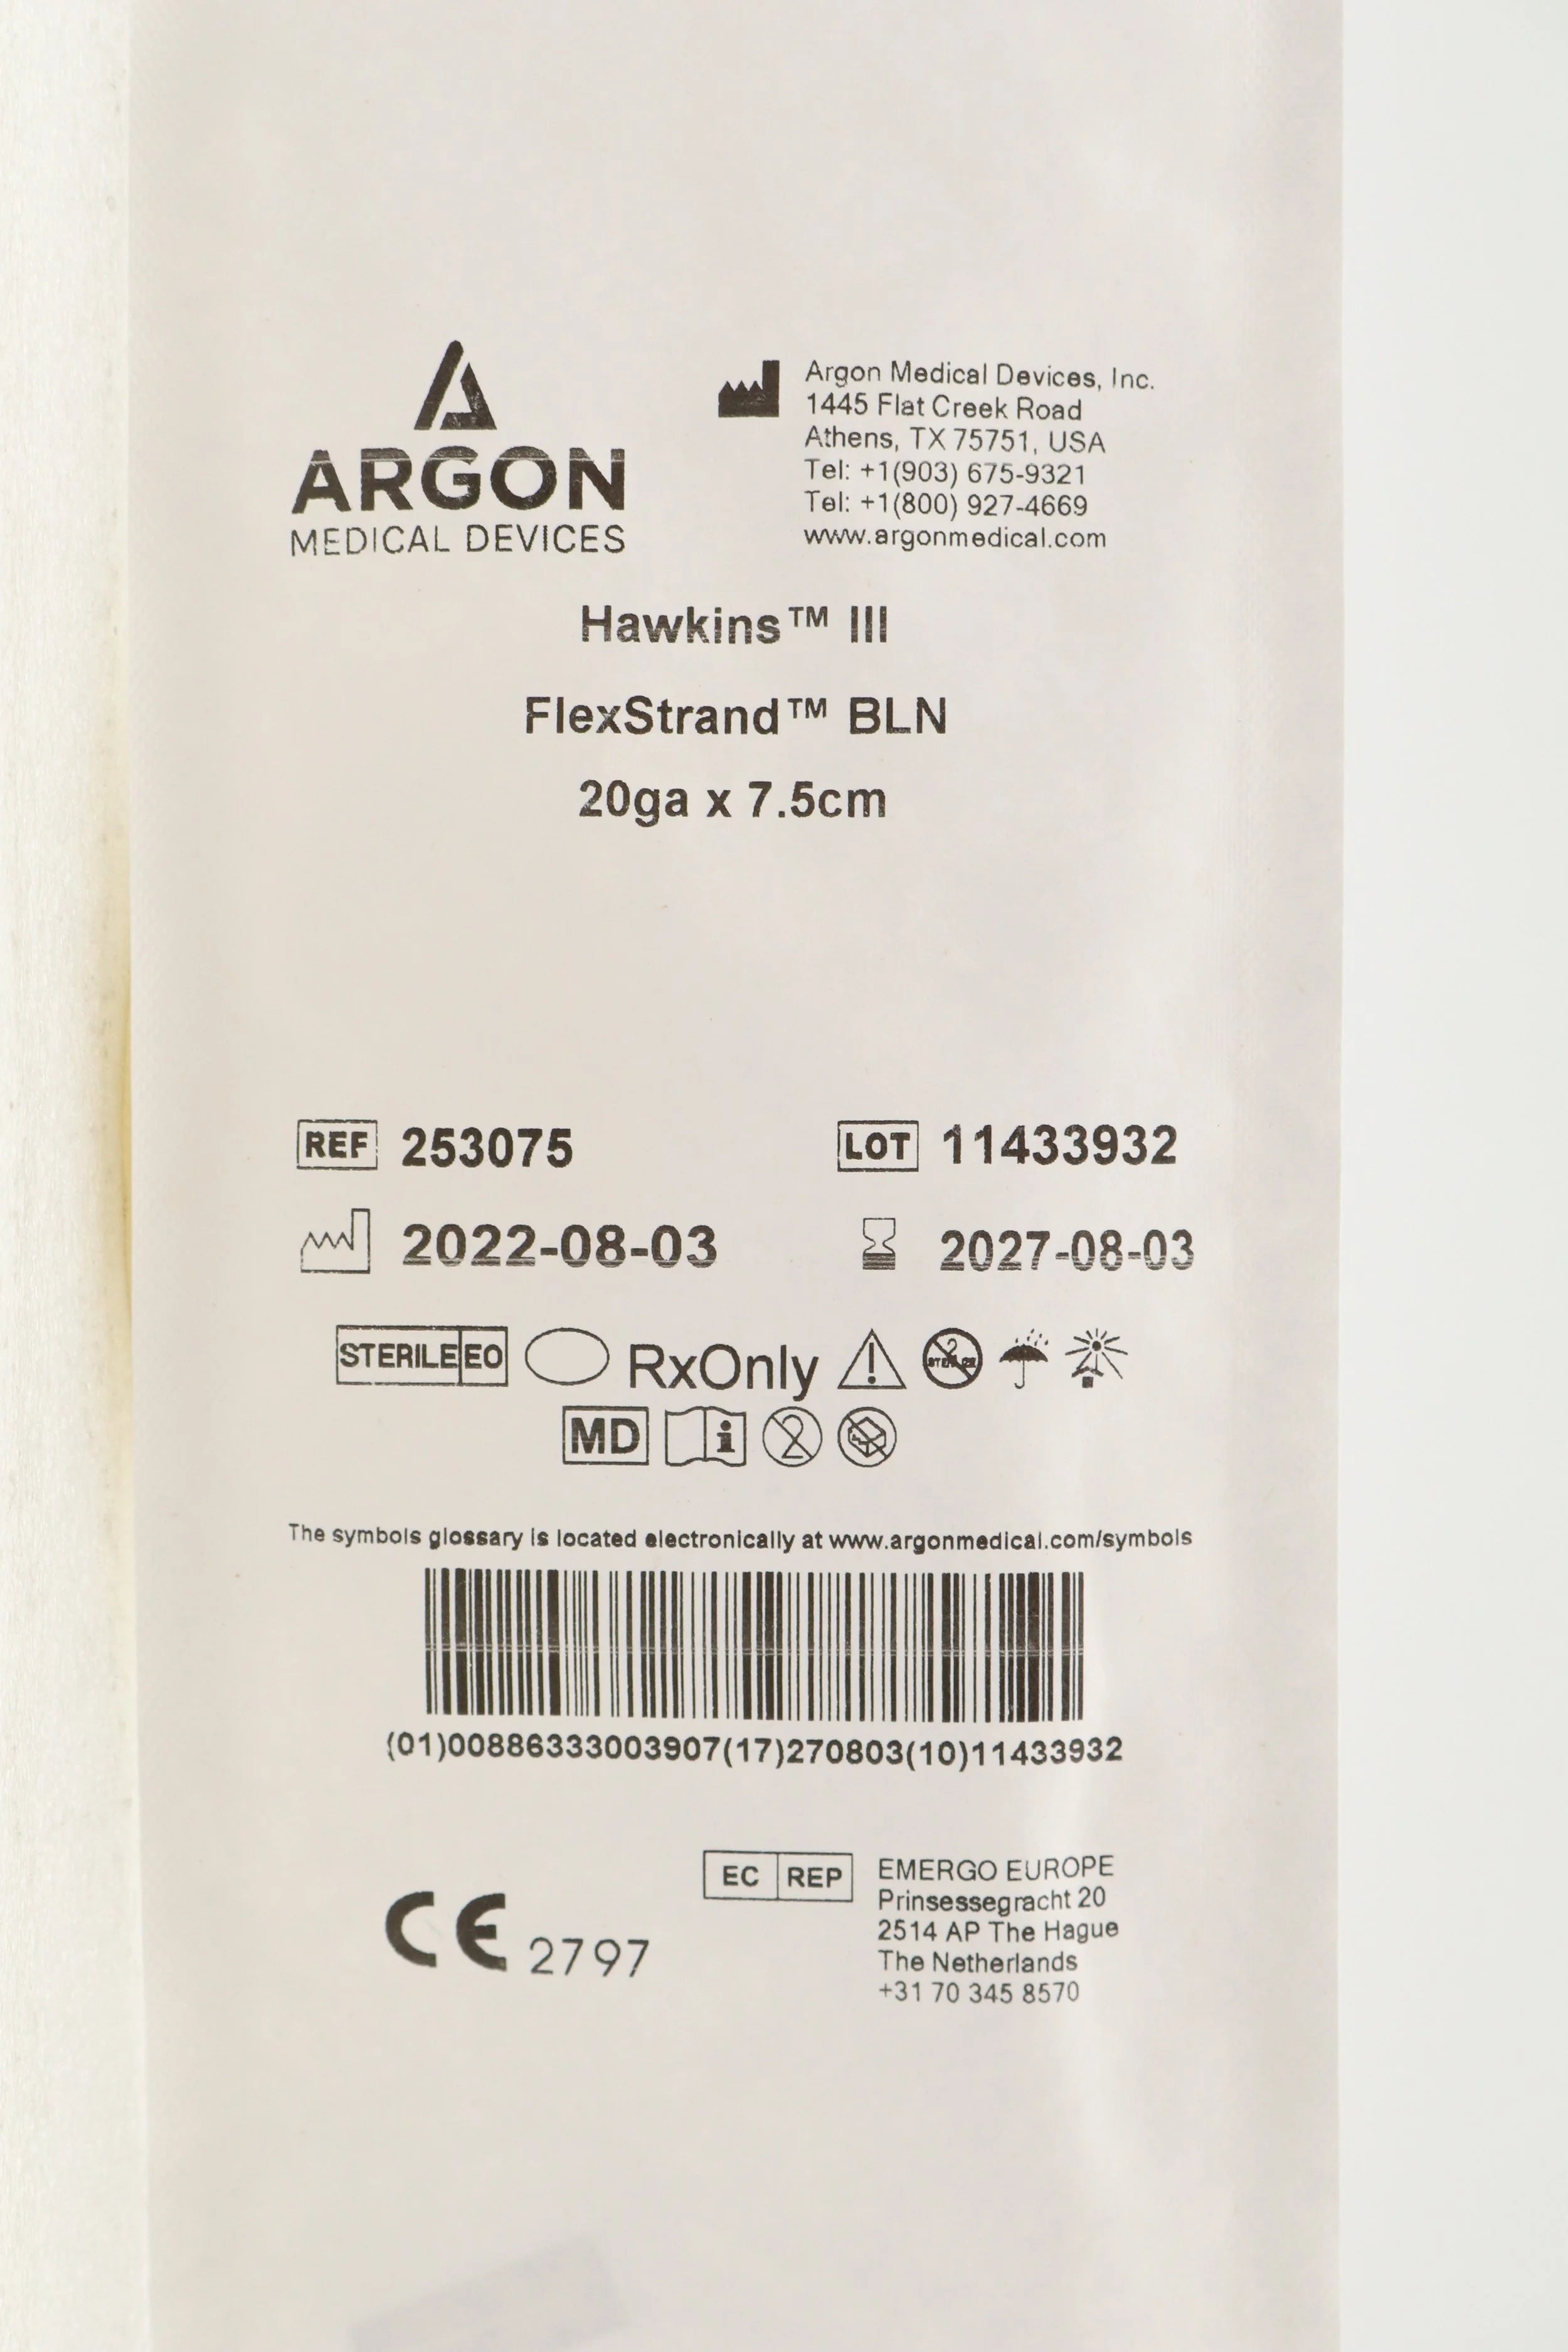 ARGON
MEDICAL DEVICES
Argon Medical Devices, Inc.
1445 Flat Creek Road
Athens, TX 75751, USA
Tel: +1(903) 675-9321
Tel: +1(800) 927-4669
www.argonmedical.com
Hawkins™ III
FlexStrand™ BLN
20ga x 7.5cm
REF 253075
LOT 11433932
2022-08-03
2027-08-03
STERILE EO RxOnly
MD i 2
The symbols glossary is located electronically at www.argonmedical.com/symbols
(01)00886333003907(17)270803(10)11433932
CE 2797
EC REP
EMERGO EUROPE
Prinsessegracht 20
2514 AP The Hague
The Netherlands
+31 70 345 8570